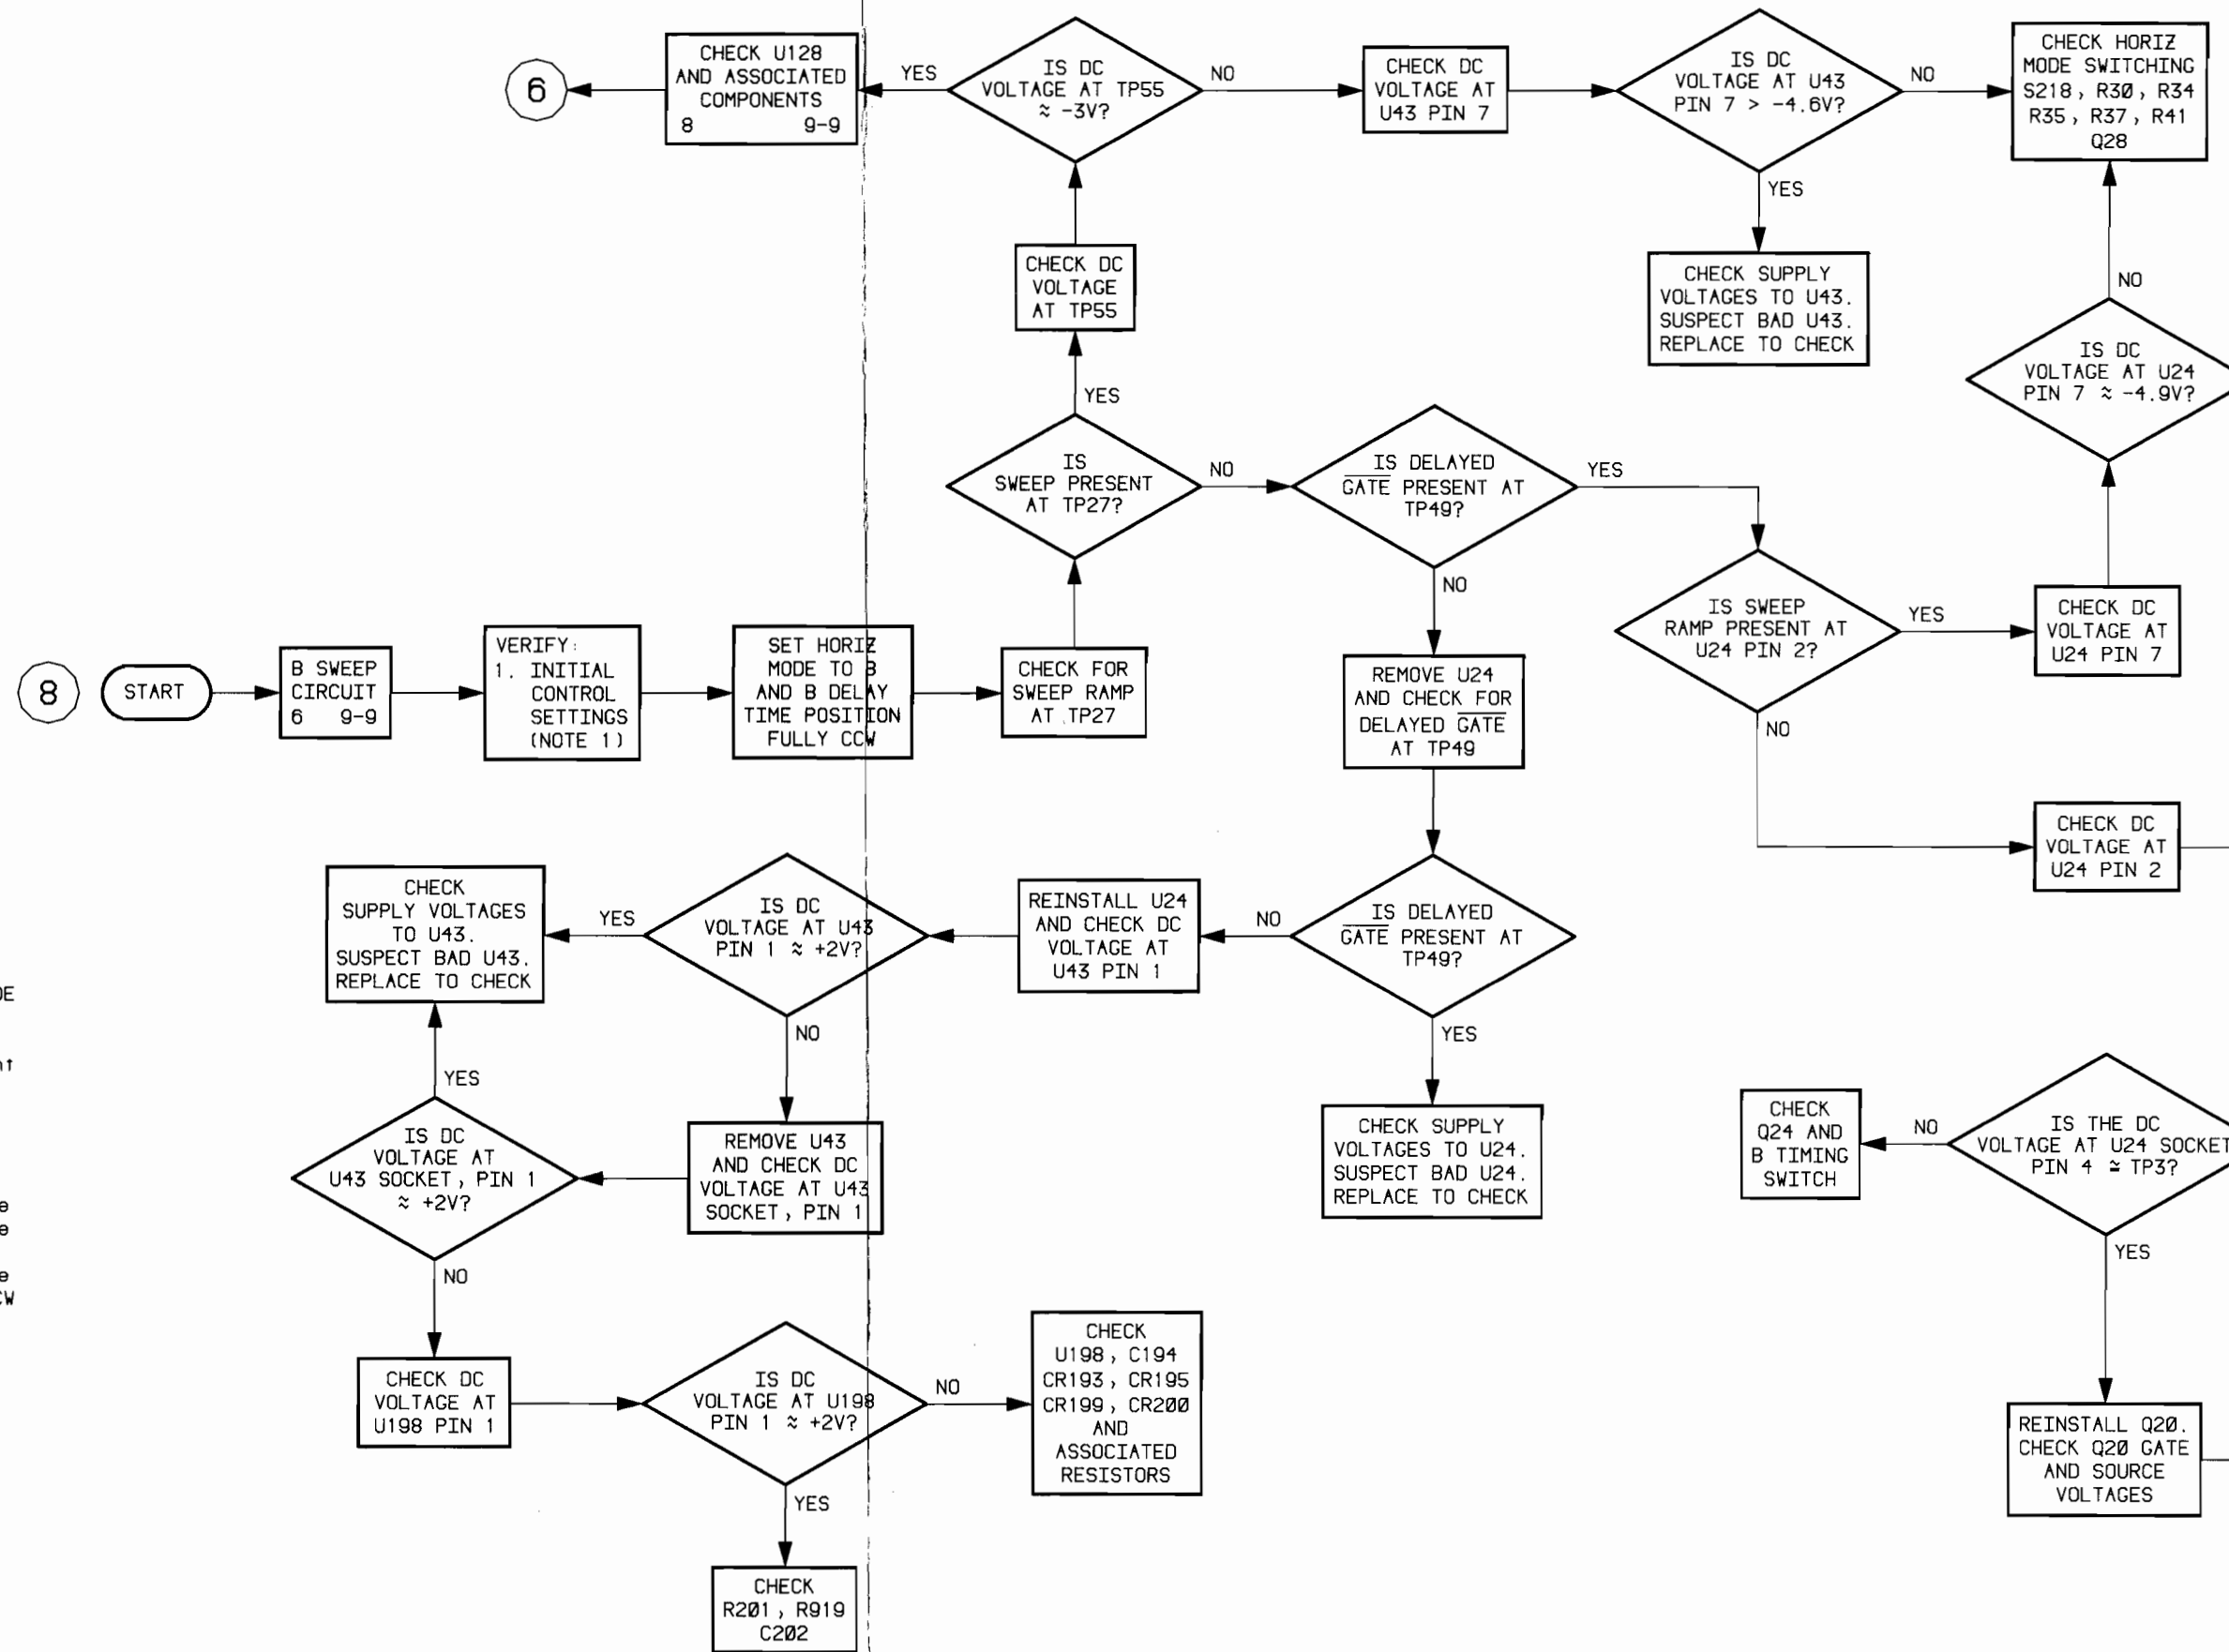 6
CHECK U128
AND ASSOCIATED
COMPONENTS
8 9-9
YES
IS DC
VOLTAGE AT TP55
≈ -3V?
NO
CHECK DC
VOLTAGE AT
U43 PIN 7
IS DC
VOLTAGE AT U43
PIN 7 > -4.6V?
NO
CHECK HORIZ
MODE SWITCHING
S218, R30, R34
R35, R37, R41
Q28
YES
CHECK SUPPLY
VOLTAGES TO U43.
SUSPECT BAD U43.
REPLACE TO CHECK
CHECK DC
VOLTAGE
AT TP55
NO
IS DC
VOLTAGE AT U24
PIN 7 ≈ -4.9V?
YES
IS
SWEEP PRESENT
AT TP27?
NO
IS DELAYED
GATE PRESENT AT
TP49?
YES
NO
IS SWEEP
RAMP PRESENT AT
U24 PIN 2?
YES
CHECK DC
VOLTAGE AT
U24 PIN 7
NO
CHECK DC
VOLTAGE AT
U24 PIN 2
8
START
B SWEEP
CIRCUIT
6 9-9
VERIFY:
1. INITIAL
CONTROL
SETTINGS
(NOTE 1)
SET HORIZ
MODE TO B
AND B DELAY
TIME POSITION
FULLY CCW
CHECK FOR
SWEEP RAMP
AT TP27
REMOVE U24
AND CHECK FOR
DELAYED GATE
AT TP49
IS DELAYED
GATE PRESENT AT
TP49?
NO
REINSTALL U24
AND CHECK DC
VOLTAGE AT
U43 PIN 1
IS DC
VOLTAGE AT U43
PIN 1 ≈ +2V?
YES
CHECK
SUPPLY VOLTAGES
TO U43.
SUSPECT BAD U43.
REPLACE TO CHECK
YES
CHECK SUPPLY
VOLTAGES TO U24.
SUSPECT BAD U24.
REPLACE TO CHECK
NO
REMOVE U43
AND CHECK DC
VOLTAGE AT U43
SOCKET, PIN 1
YES
IS DC
VOLTAGE AT
U43 SOCKET, PIN 1
≈ +2V?
NO
CHECK DC
VOLTAGE AT
U198 PIN 1
IS DC
VOLTAGE AT U198
PIN 1 ≈ +2V?
NO
CHECK
U198, C194
CR193, CR195
CR199, CR200
AND
ASSOCIATED
RESISTORS
YES
CHECK
R201, R919
C202
CHECK
Q24 AND
B TIMING
SWITCH
NO
IS THE DC
VOLTAGE AT U24 SOCKET
PIN 4 ≃ TP3?
YES
REINSTALL Q20.
CHECK Q20 GATE
AND SOURCE
VOLTAGES